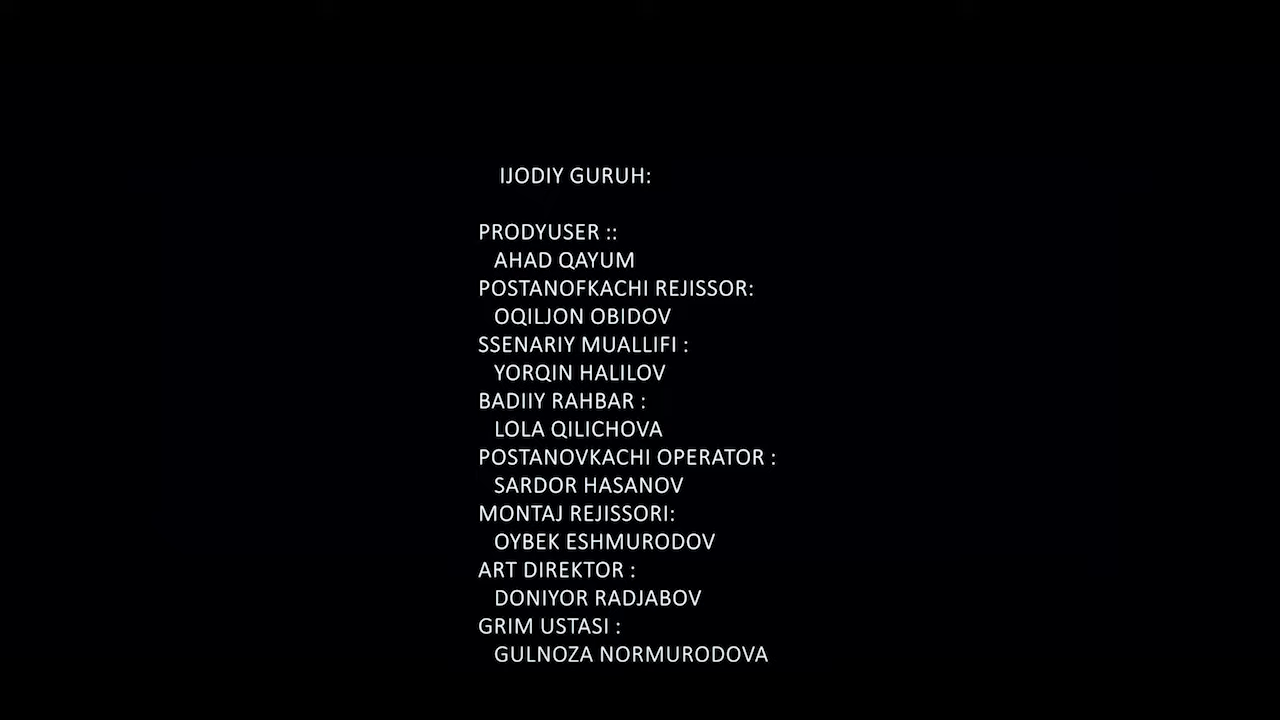 IJODIY GURUH:
PRODYUSER ::
AHAD QAYUM
POSTANOFKACHI REJISSOR:
OQILJON OBIDOV
SSENARIY MUALLIFI :
YORQIN HALILOV
BADIIY RAHBAR :
LOLA QILICHOVA
POSTANOVKACHI OPERATOR :
SARDOR HASANOV
MONTAJ REJISSORI:
OYBEK ESHMURODOV
ART DIREKTOR :
DONIYOR RADJABOV
GRIM USTASI :
GULNOZA NORMURODOVA